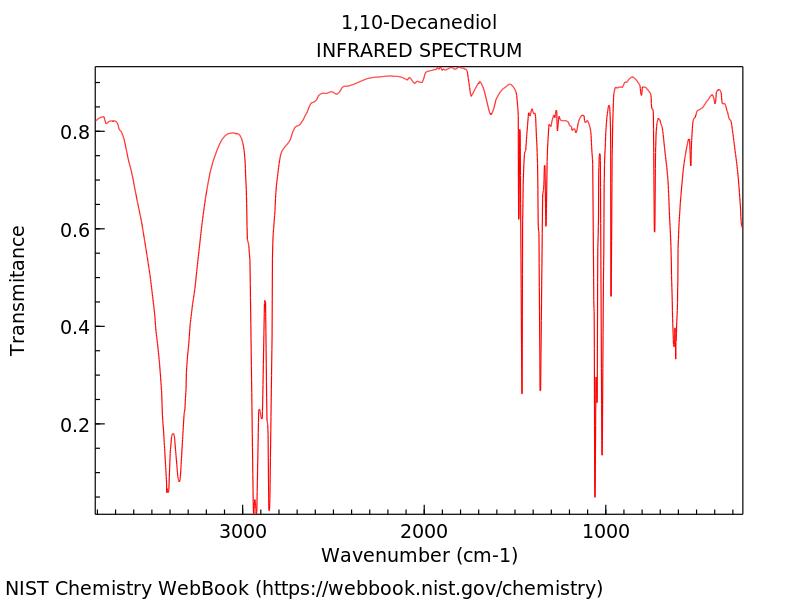 1,10-Decanediol
INFRARED SPECTRUM
Transmitance
0.8
0.6
0.4
0.2
3000
2000
1000
Wavenumber (cm-1)
NIST Chemistry WebBook (https://webbook.nist.gov/chemistry)